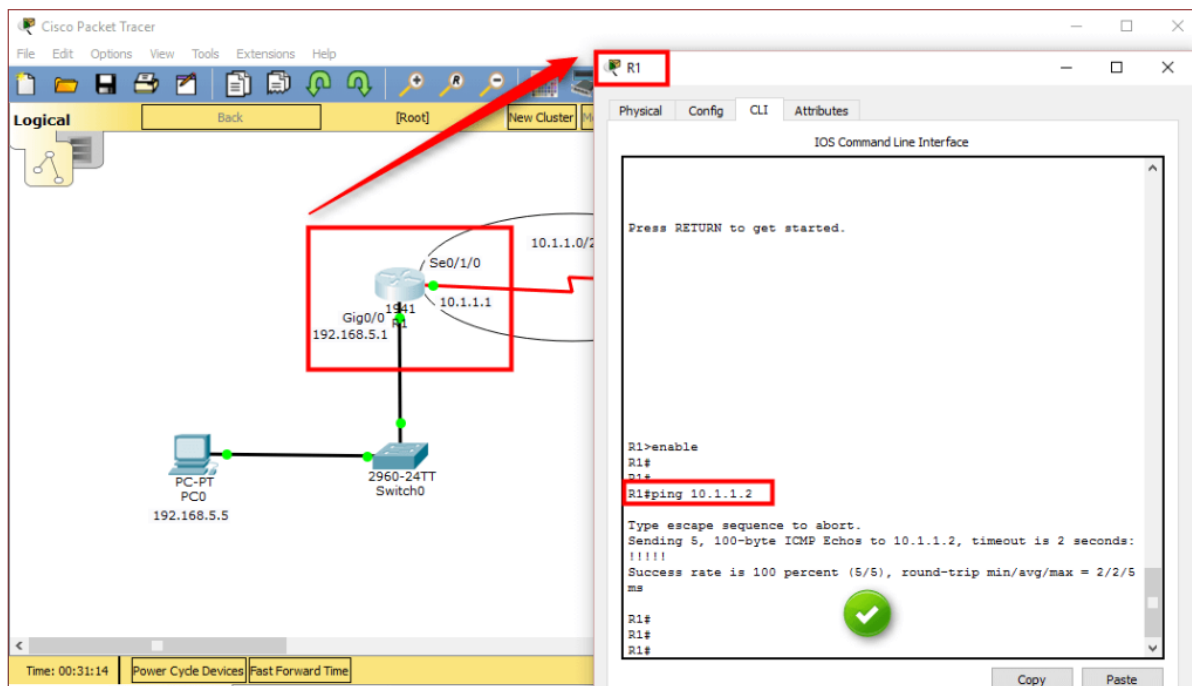 Cisco Packet Tracer
File Edit Options View Tools Extensions Help
Logical
Back
[Root]
New Cluster
10.1.1.0/2
Se0/1/0
10.1.1.1
1941
R1
Gig0/0
192.168.5.1
2960-24TT
Switch0
PC-PT
PC0
192.168.5.5
Time: 00:31:14
Power Cycle Devices
Fast Forward Time
R1
Physical Config CLI Attributes
IOS Command Line Interface
Press RETURN to get started.
R1>enable
R1#
R1#
R1#ping 10.1.1.2
Type escape sequence to abort.
Sending 5, 100-byte ICMP Echos to 10.1.1.2, timeout is 2 seconds:
!!!!!
Success rate is 100 percent (5/5), round-trip min/avg/max = 2/2/5
ms
R1#
R1#
R1#
Copy
Paste